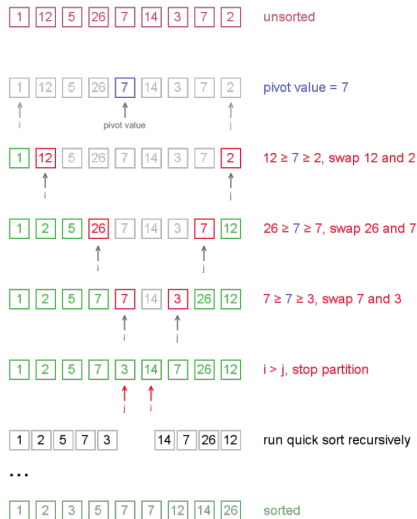 1 12 5 26 7 14 3 7 2 unsorted
1 12 5 26 7 14 3 7 2 pivot value = 7
i pivot value j
1 12 5 26 7 14 3 7 2 12 ≥ 7 ≥ 2, swap 12 and 2
i j
1 2 5 26 7 14 3 7 12 26 ≥ 7 ≥ 7, swap 26 and 7
i j
1 2 5 7 7 14 3 26 12 7 ≥ 7 ≥ 3, swap 7 and 3
i j
1 2 5 7 3 14 7 26 12 i > j, stop partition
j i
1 2 5 7 3 14 7 26 12 run quick sort recursively
...
1 2 3 5 7 7 12 14 26 sorted